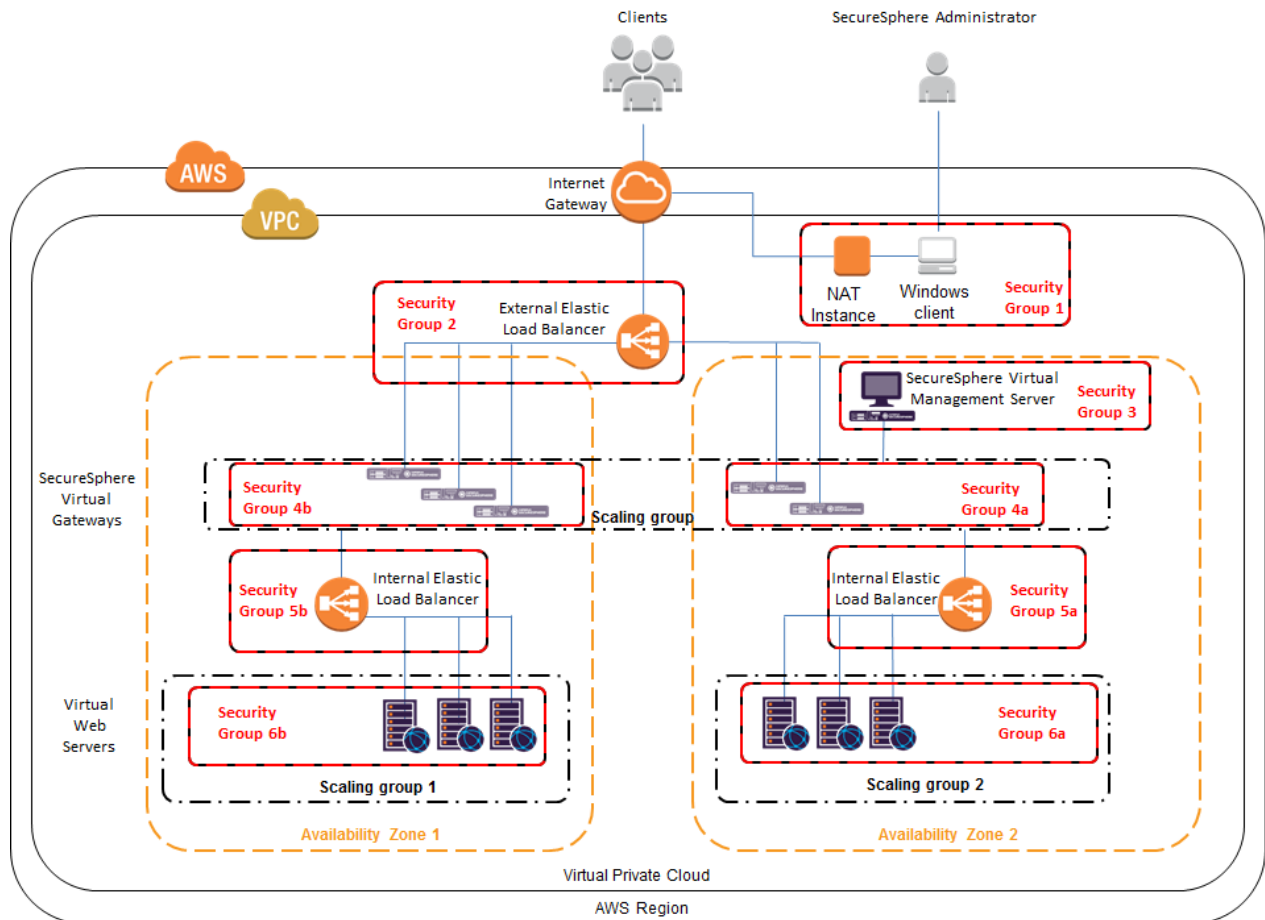 Clients
SecureSphere Administrator
AWS
Internet
Gateway
VPC
NAT
Instance
Windows
client
Security
Group 1
Security
Group 2
External Elastic
Load Balancer
SecureSphere Virtual
Management Server
Security
Group 3
SecureSphere
Virtual
Gateways
Security
Group 4b
Scaling group
Security
Group 4a
Security
Group 5b
Internal Elastic
Load Balancer
Internal Elastic
Load Balancer
Security
Group 5a
Virtual
Web
Servers
Security
Group 6b
Security
Group 6a
Scaling group 1
Scaling group 2
Availability Zone 1
Availability Zone 2
Virtual Private Cloud
AWS Region